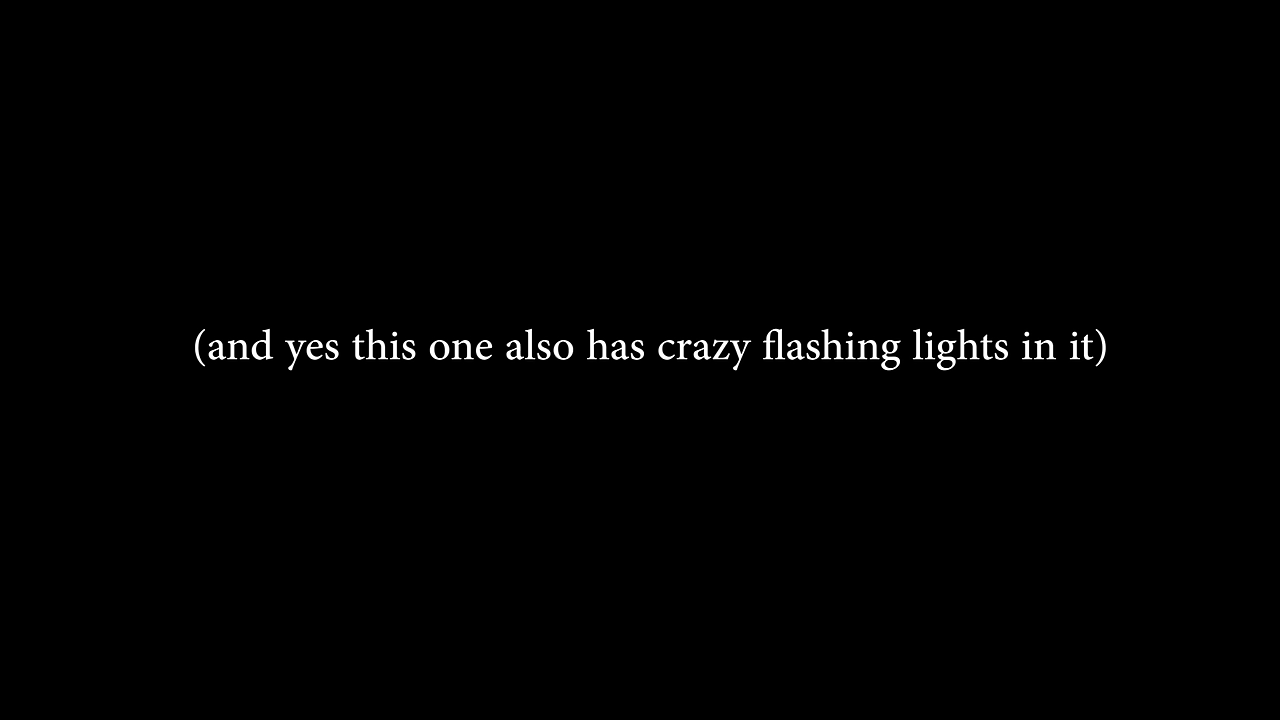 (and yes this one also has crazy flashing lights in it)